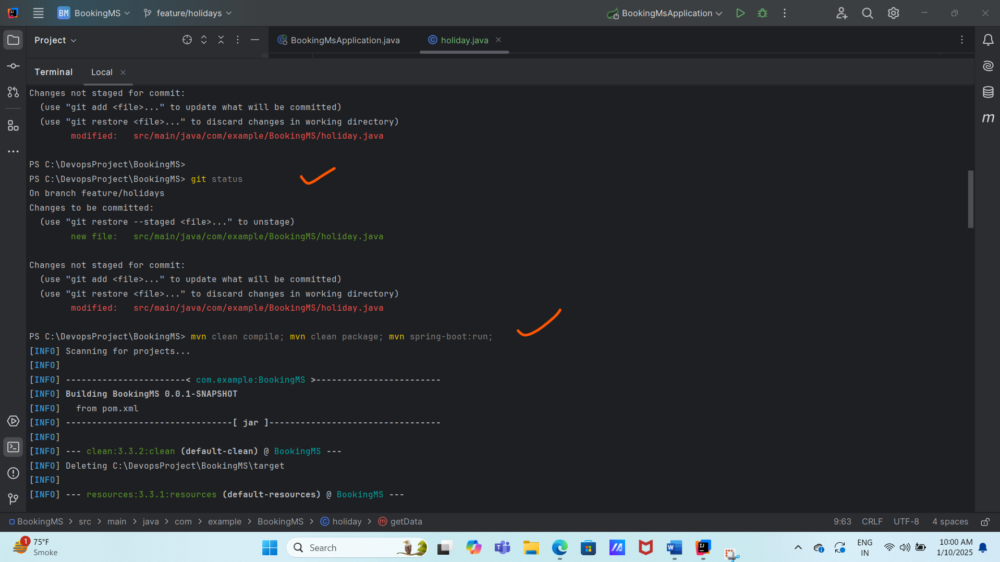 BM BookingMS feature/holidays BookingMsApplication
Project BookingMsApplication.java holiday.java
Terminal Local
Changes not staged for commit:
(use "git add <file>..." to update what will be committed)
(use "git restore <file>..." to discard changes in working directory)
modified:   src/main/java/com/example/BookingMS/holiday.java
PS C:\DevopsProject\BookingMS>
PS C:\DevopsProject\BookingMS> git status
On branch feature/holidays
Changes to be committed:
(use "git restore --staged <file>..." to unstage)
new file:   src/main/java/com/example/BookingMS/holiday.java
Changes not staged for commit:
(use "git add <file>..." to update what will be committed)
(use "git restore <file>..." to discard changes in working directory)
modified:   src/main/java/com/example/BookingMS/holiday.java
PS C:\DevopsProject\BookingMS> mvn clean compile; mvn clean package; mvn spring-boot:run;
[INFO] Scanning for projects...
[INFO]
[INFO] -----------------------< com.example:BookingMS >------------------------
[INFO] Building BookingMS 0.0.1-SNAPSHOT
[INFO]   from pom.xml
[INFO] --------------------------------[ jar ]---------------------------------
[INFO]
[INFO] --- clean:3.3.2:clean (default-clean) @ BookingMS ---
[INFO] Deleting C:\DevopsProject\BookingMS\target
[INFO]
[INFO] --- resources:3.3.1:resources (default-resources) @ BookingMS ---
BookingMS > src > main > java > com > example > BookingMS > holiday > getData 9:63 CRLF UTF-8 4 spaces
1 75°F Search ENG 10:00 AM
Smoke IN 1/10/2025